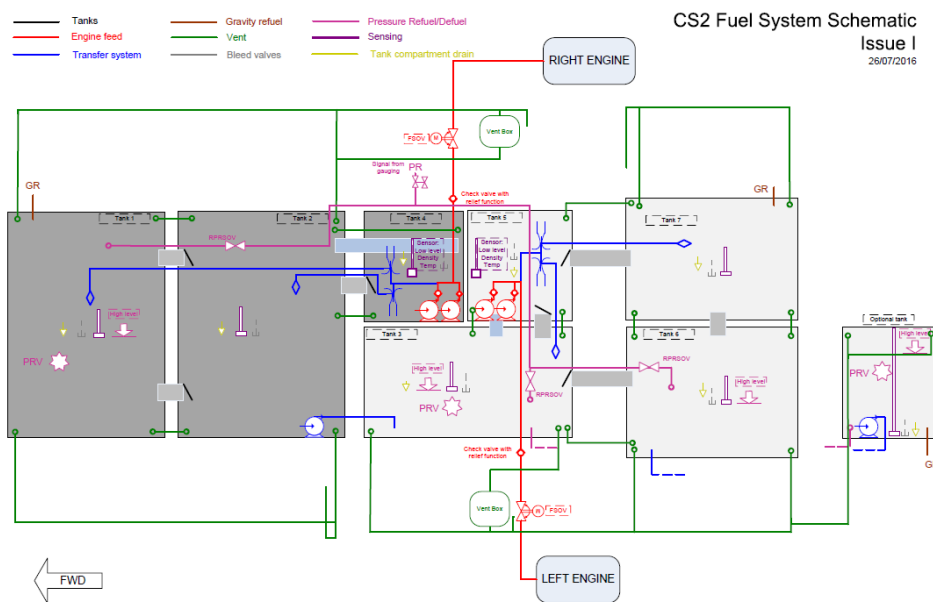 CS2 Fuel System Schematic
Issue I
26/07/2016
Tanks
Engine feed
Transfer system
Gravity refuel
Vent
Bleed valves
Pressure Refuel/Defuel
Sensing
Tank compartment drain
RIGHT ENGINE
FSOV
M
Vent Box
Signal from
gauging
PR
Check valve with
relief function
GR
GR
Tank 1
Tank 2
Tank 4
Tank 5
Tank 7
RPRSOV
Sensor:
Low level
Density
Temp
Sensor:
Low level
Density
Temp
High level
PRV
Tank 3
Tank 6
Optional tank
High level
PRV
RPRSOV
RPRSOV
High level
High level
PRV
Check valve with
relief function
G
Vent Box
M
FSOV
LEFT ENGINE
FWD